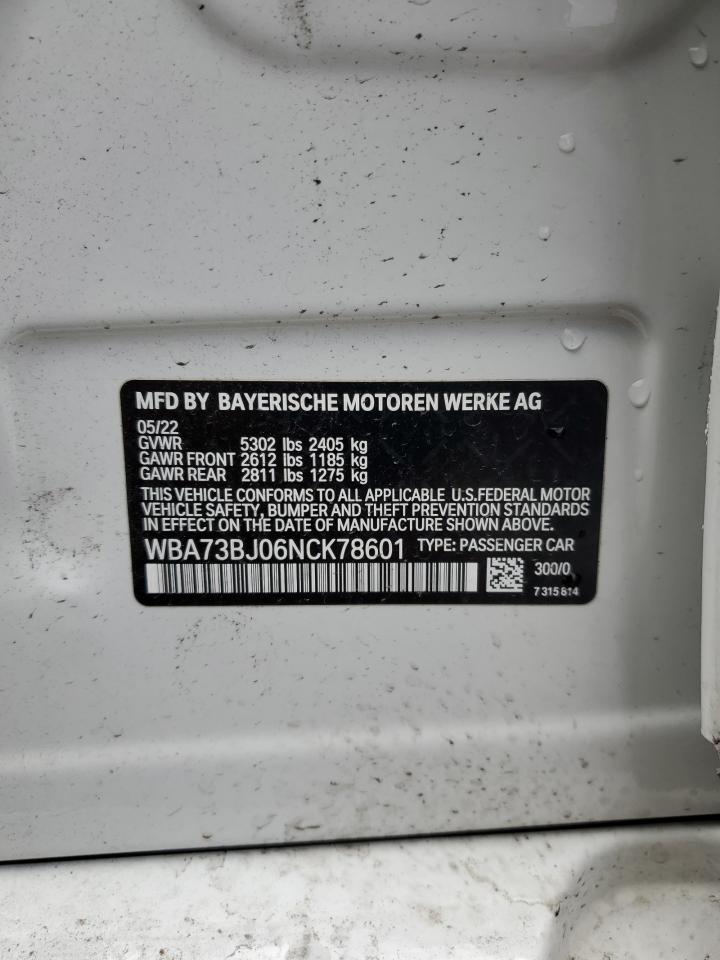 MFD BY BAYERISCHE MOTOREN WERKE AG
05/22
GVWR 5302 lbs 2405 kg
GAWR FRONT 2612 lbs 1185 kg
GAWR REAR 2811 lbs 1275 kg
THIS VEHICLE CONFORMS TO ALL APPLICABLE U.S.FEDERAL MOTOR
VEHICLE SAFETY, BUMPER AND THEFT PREVENTION STANDARDS
IN EFFECT ON THE DATE OF MANUFACTURE SHOWN ABOVE.
WBA73BJ06NCK78601 TYPE: PASSENGER CAR
300/0
7 315 814